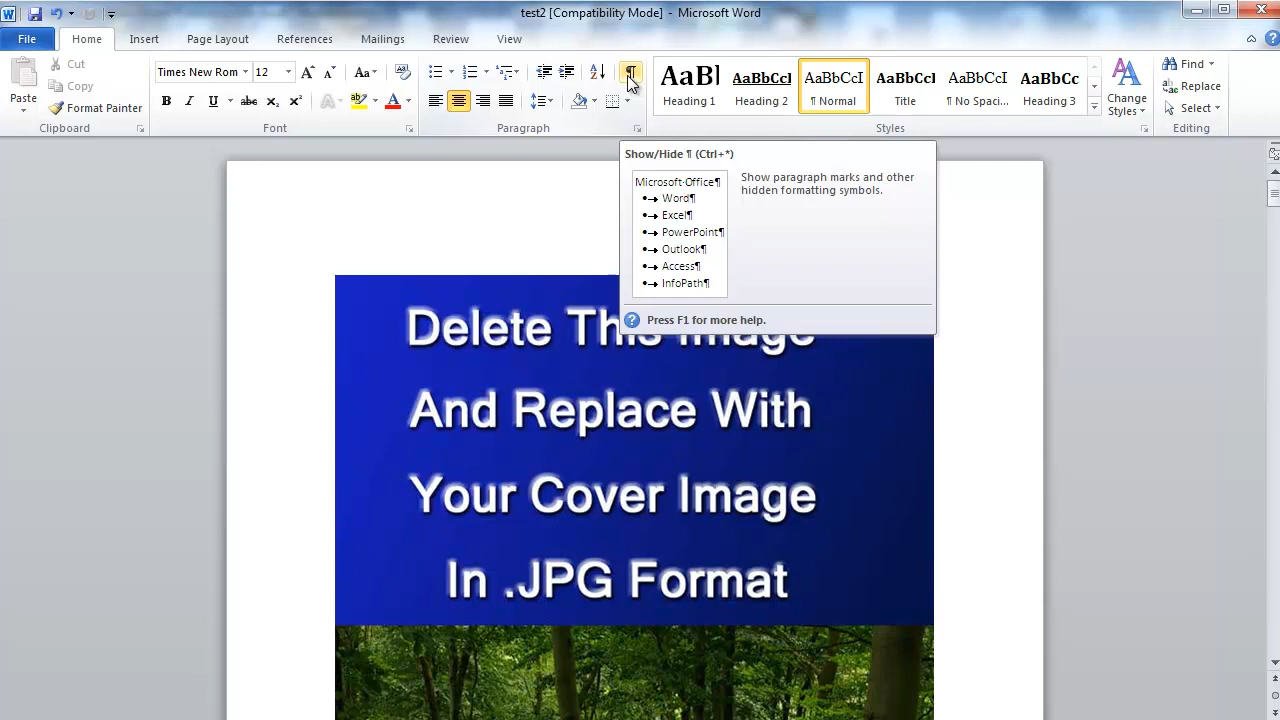 test2 [Compatibility Mode] - Microsoft Word
File Home Insert Page Layout References Mailings Review View
Paste
Cut
Copy
Format Painter
Clipboard
Times New Rom 12
Font
Paragraph
AaBl AaBbCcI AaBbCcI AaBbCcI AaBbCcI AaBbCc
Heading 1 Heading 2 ¶ Normal Title ¶ No Spaci... Heading 3
Change
Styles
Styles
Find
Replace
Select
Editing
Show/Hide ¶ (Ctrl+*)
Microsoft·Office¶
Word¶
Excel¶
PowerPoint¶
Outlook¶
Access¶
InfoPath¶
Show paragraph marks and other
hidden formatting symbols.
Press F1 for more help.
Delete This Image
And Replace With
Your Cover Image
In .JPG Format